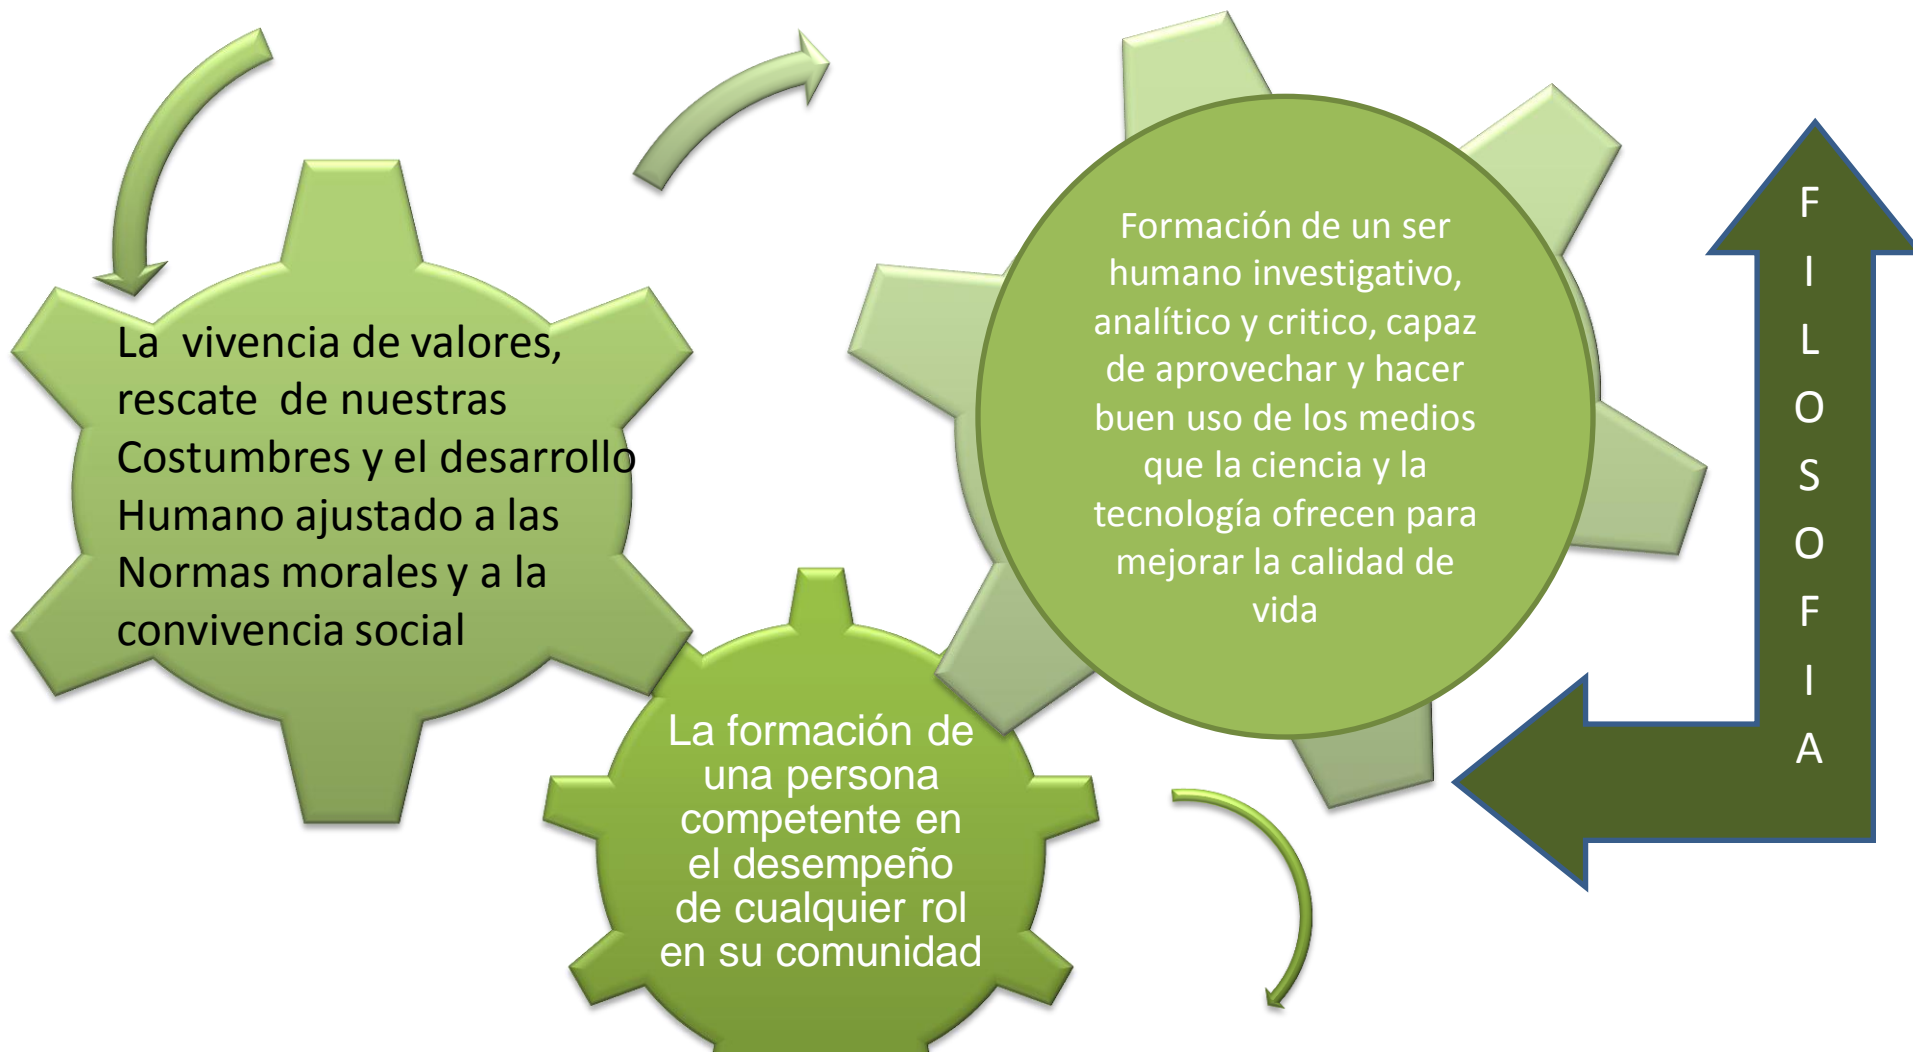 La vivencia de valores,
rescate de nuestras
Costumbres y el desarrollo
Humano ajustado a las
Normas morales y a la
convivencia social
La formación de
una persona
competente en
el desempeño
de cualquier rol
en su comunidad
Formación de un ser
humano investigativo,
analítico y critico, capaz
de aprovechar y hacer
buen uso de los medios
que la ciencia y la
tecnología ofrecen para
mejorar la calidad de
vida
F
I
L
O
S
O
F
I
A